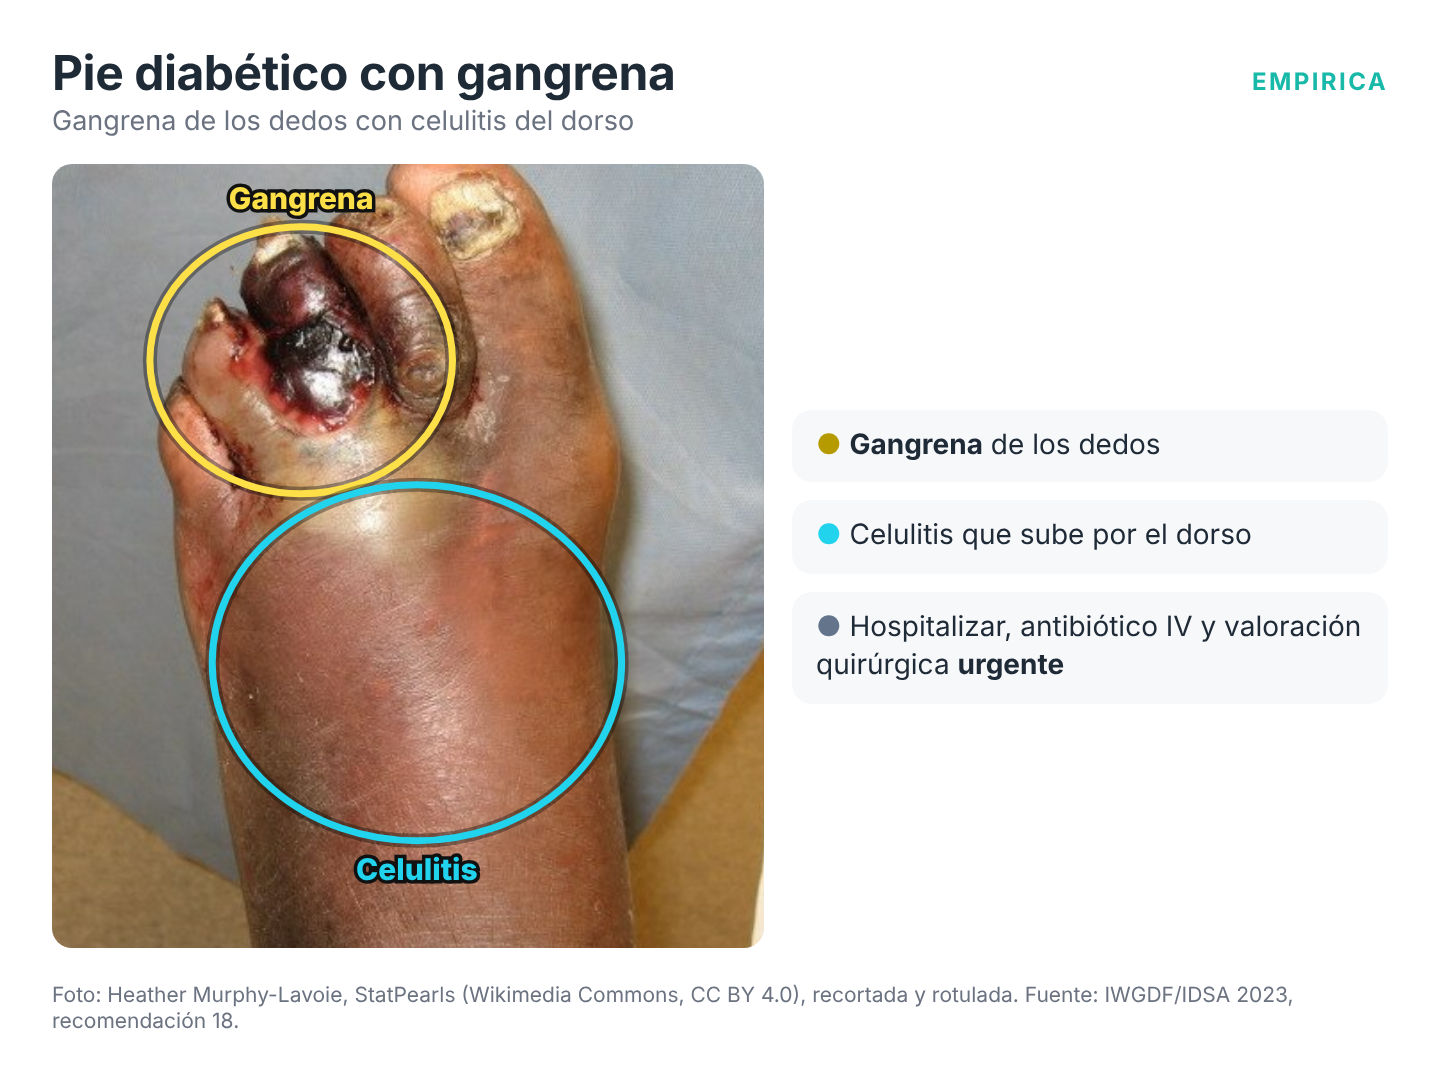 Pie diabético con gangrena
EMPIRICA
Gangrena de los dedos con celulitis del dorso
Gangrena
Celulitis
Gangrena de los dedos
Celulitis que sube por el dorso
Hospitalizar, antibiótico IV y valoración
quirúrgica urgente
Foto: Heather Murphy-Lavoie, StatPearls (Wikimedia Commons, CC BY 4.0), recortada y rotulada. Fuente: IWGDF/IDSA 2023,
recomendación 18.